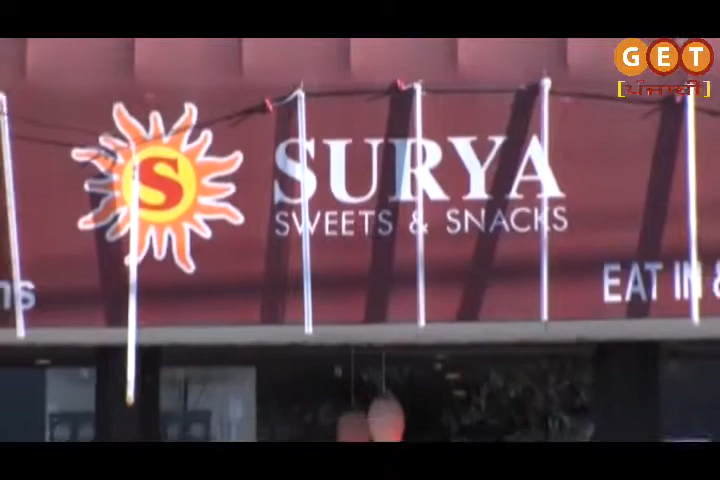 GET
[ਪੰਜਾਬੀ]
S
SURYA
SWEETS & SNACKS
EAT IN &